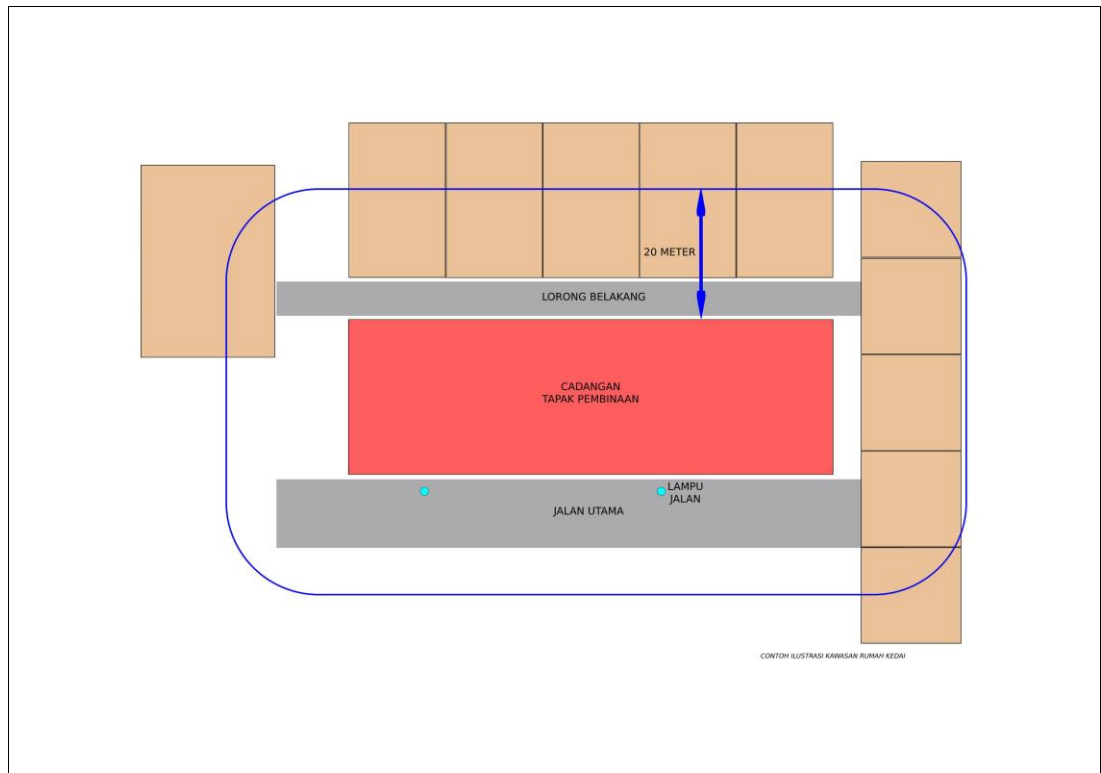 20 METER
LORONG BELAKANG
CADANGAN
TAPAK PEMBINAAN
LAMPU
JALAN
JALAN UTAMA
CONTOH ILUSTRASI KAWASAN RUMAH KEDAI